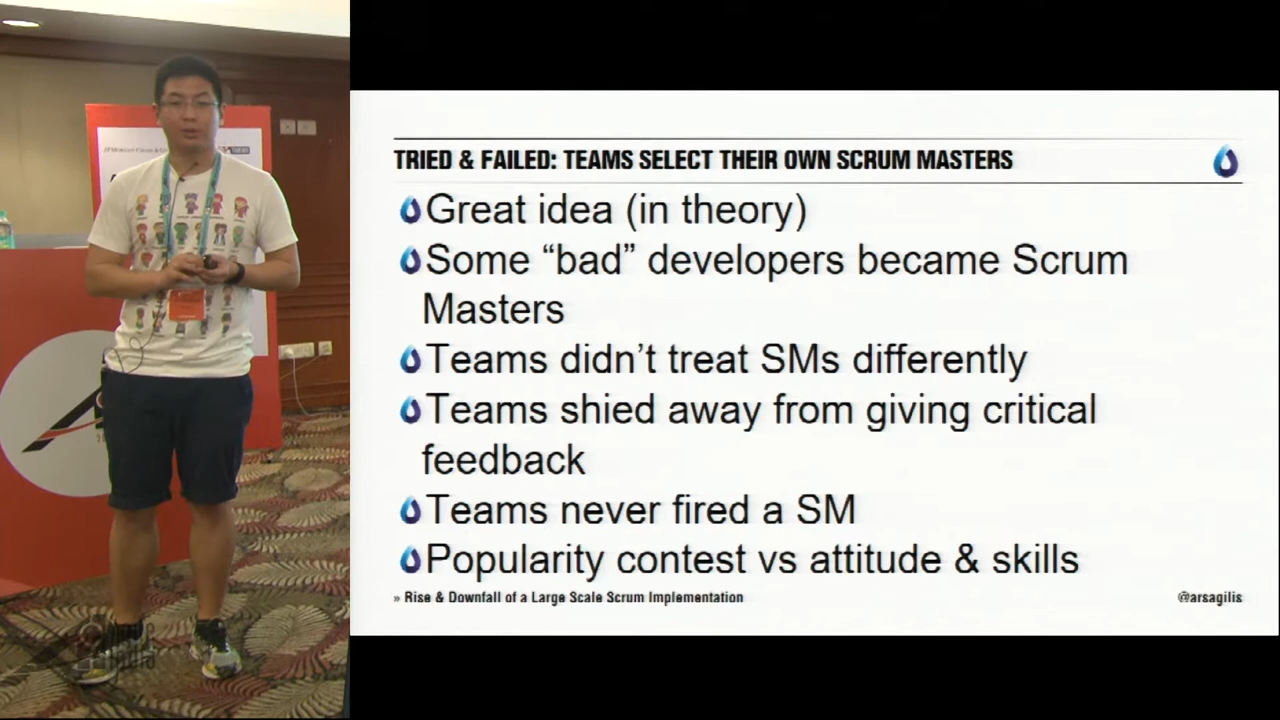 TRIED & FAILED: TEAMS SELECT THEIR OWN SCRUM MASTERS
Great idea (in theory)
Some “bad” developers became Scrum
Masters
Teams didn’t treat SMs differently
Teams shied away from giving critical
feedback
Teams never fired a SM
Popularity contest vs attitude & skills
» Rise & Downfall of a Large Scale Scrum Implementation
@arsagilis